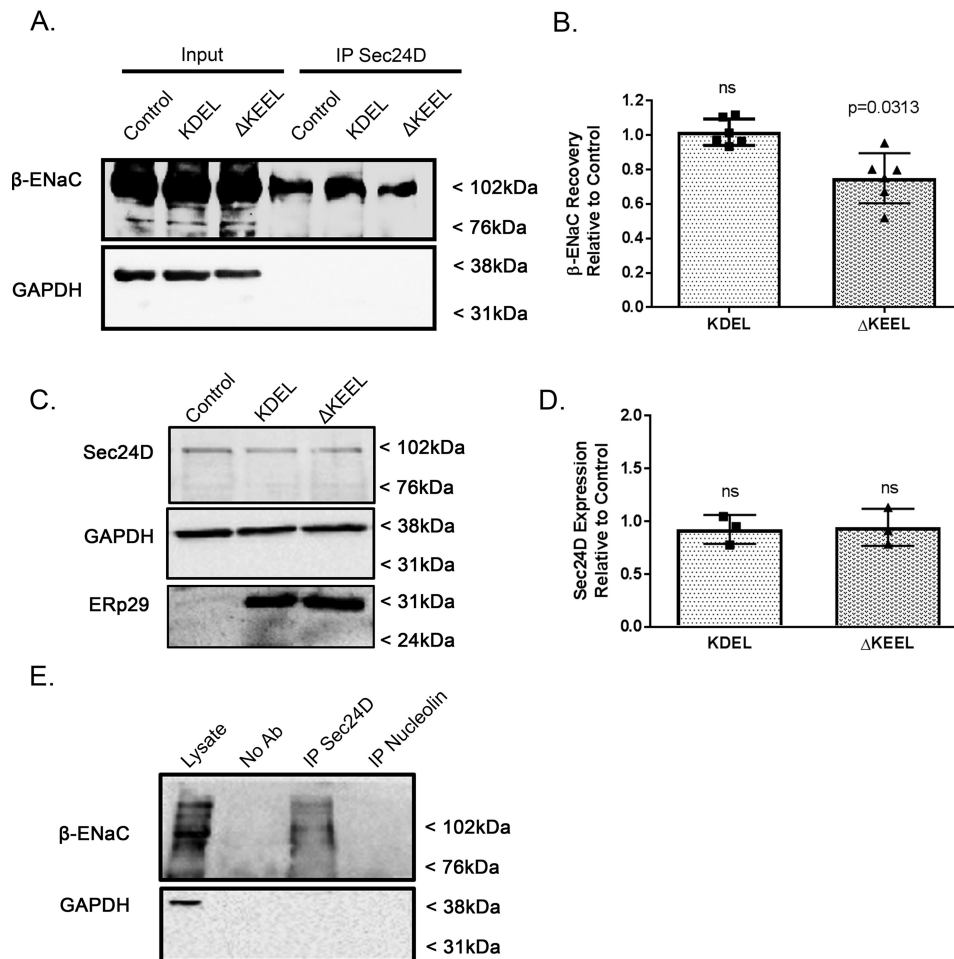 A.
Input IP Sec24D
Control KDEL ΔKEEL Control KDEL ΔKEEL
β-ENaC
< 102kDa
< 76kDa
GAPDH
< 38kDa
< 31kDa
B.
β-ENaC Recovery
Relative to Control
1.2
1.0
0.8
0.6
0.4
0.2
0.0
ns
p=0.0313
KDEL ΔKEEL
C.
Control KDEL ΔKEEL
Sec24D
< 102kDa
< 76kDa
GAPDH
< 38kDa
< 31kDa
ERp29
< 31kDa
< 24kDa
D.
Sec24D Expression
Relative to Control
2.0
1.5
1.0
0.5
0.0
ns ns
KDEL ΔKEEL
E.
Lysate No Ab IP Sec24D IP Nucleolin
β-ENaC
< 102kDa
< 76kDa
GAPDH
< 38kDa
< 31kDa